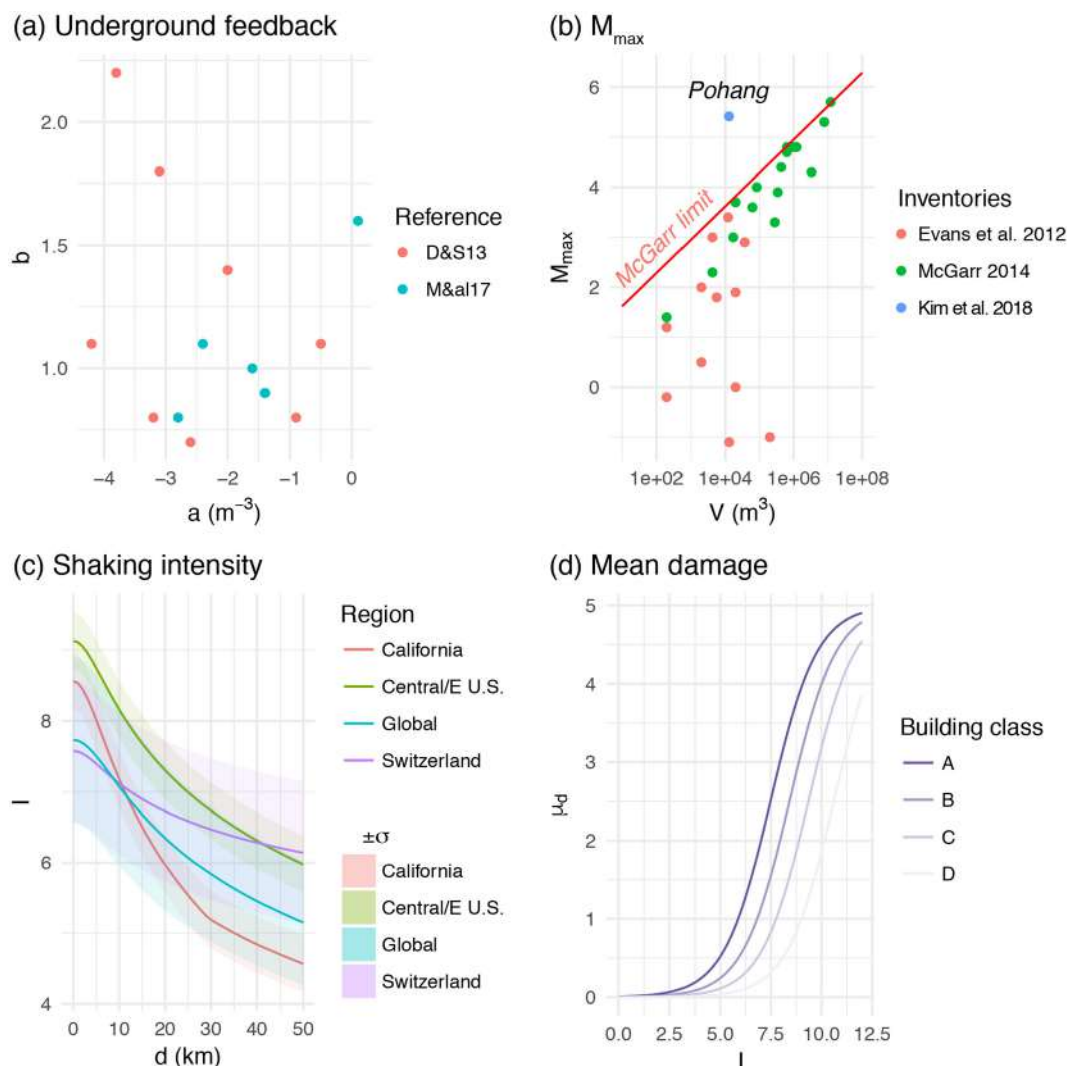 (a) Underground feedback
2.0
1.5
1.0
b
−4
−3
−2
−1
0
a (m⁻³)
Reference
D&S13
M&al17
(b) Mmax
6
4
2
0
Mmax
Pohang
McGarr limit
1e+02
1e+04
1e+06
1e+08
V (m³)
Inventories
Evans et al. 2012
McGarr 2014
Kim et al. 2018
(c) Shaking intensity
8
6
4
I
0
10
20
30
40
50
d (km)
Region
California
Central/E U.S.
Global
Switzerland
±σ
California
Central/E U.S.
Global
Switzerland
(d) Mean damage
5
4
3
2
1
0
μd
0.0
2.5
5.0
7.5
10.0
12.5
I
Building class
A
B
C
D